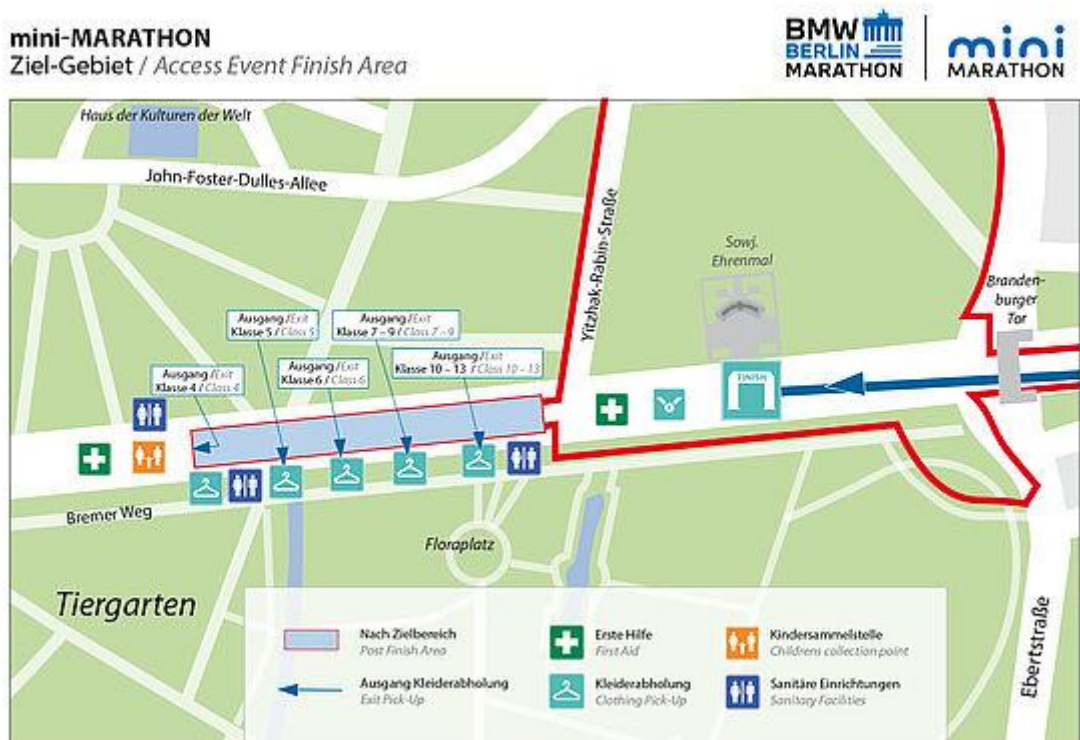 mini-MARATHON
Ziel-Gebiet / Access Event Finish Area
BMW
BERLIN
MARATHON
mini
MARATHON
Haus der Kulturen der Welt
John-Foster-Dulles-Allee
Yitzhak-Rabin-Straße
Sowj.
Ehrenmal
Branden-
burger
Tor
Ausgang/Exit
Klasse 5 / Class 5
Ausgang/Exit
Klasse 7 – 9 / Class 7 – 9
Ausgang/Exit
Klasse 4 / Class 4
Ausgang/Exit
Klasse 6 / Class 6
Ausgang/Exit
Klasse 10 – 13 / Class 10 – 13
FINISH
Bremer Weg
Floraplatz
Tiergarten
Ebertstraße
Nach Zielbereich
Post Finish Area
Ausgang Kleiderabholung
Exit Pick-Up
Erste Hilfe
First Aid
Kleiderabholung
Clothing Pick-Up
Kindersammelstelle
Childrens collection point
Sanitäre Einrichtungen
Sanitary Facilities